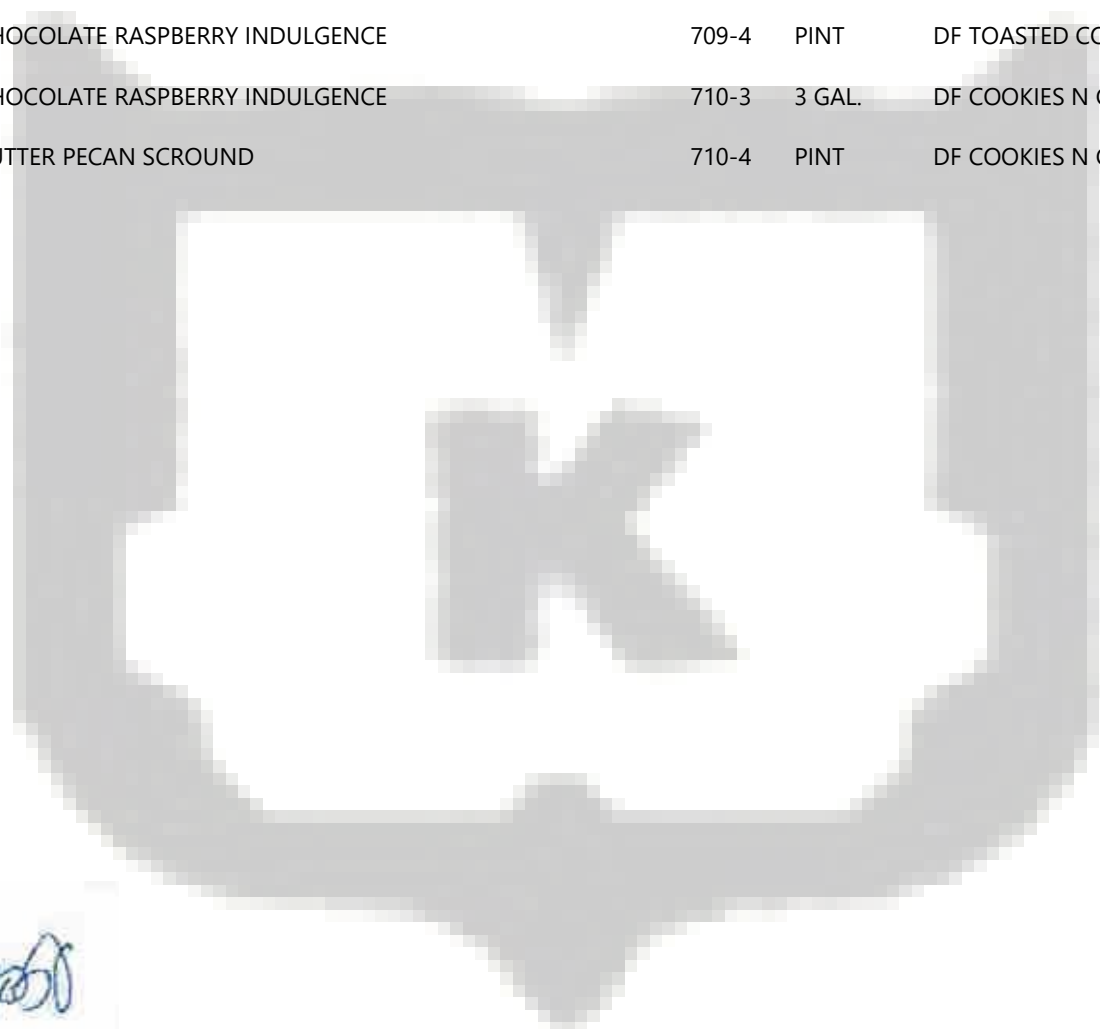 HOCOLATE RASPBERRY INDULGENCE 709-4 PINT DF TOASTED CO
HOCOLATE RASPBERRY INDULGENCE 710-3 3 GAL. DF COOKIES N
UTTER PECAN SCROUND 710-4 PINT DF COOKIES N
K